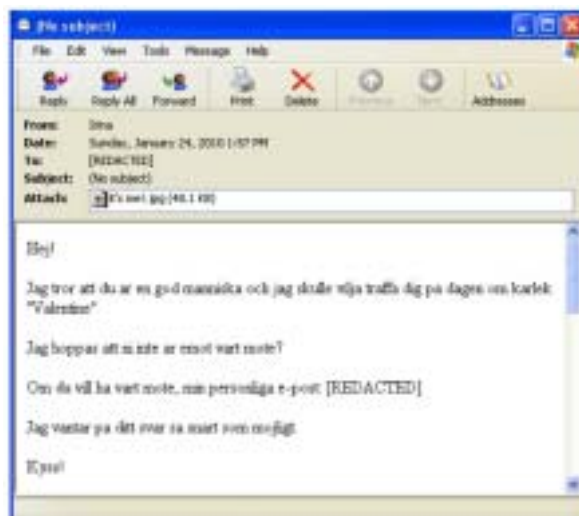 (No subject)
File Edit View Tools Message Help
Reply Reply All Forward Print Delete Previous Next Addresses
From: Irina
Date: Sunday, January 24, 2010 1:57 PM
To: [REDACTED]
Subject: (No subject)
Attach: It's me!.jpg (48.1 KB)
Hej!
Jag tror att du ar en god manniska och jag skulle vilja traffa dig pa dagen om karlek
"Valentine"
Jag hoppas att ni inte ar emot vart mote?
Om du vill ha vart mote, min personliga e-post: [REDACTED]
Jag vantar pa ditt svar sa snart som mojligt.
Kyss!